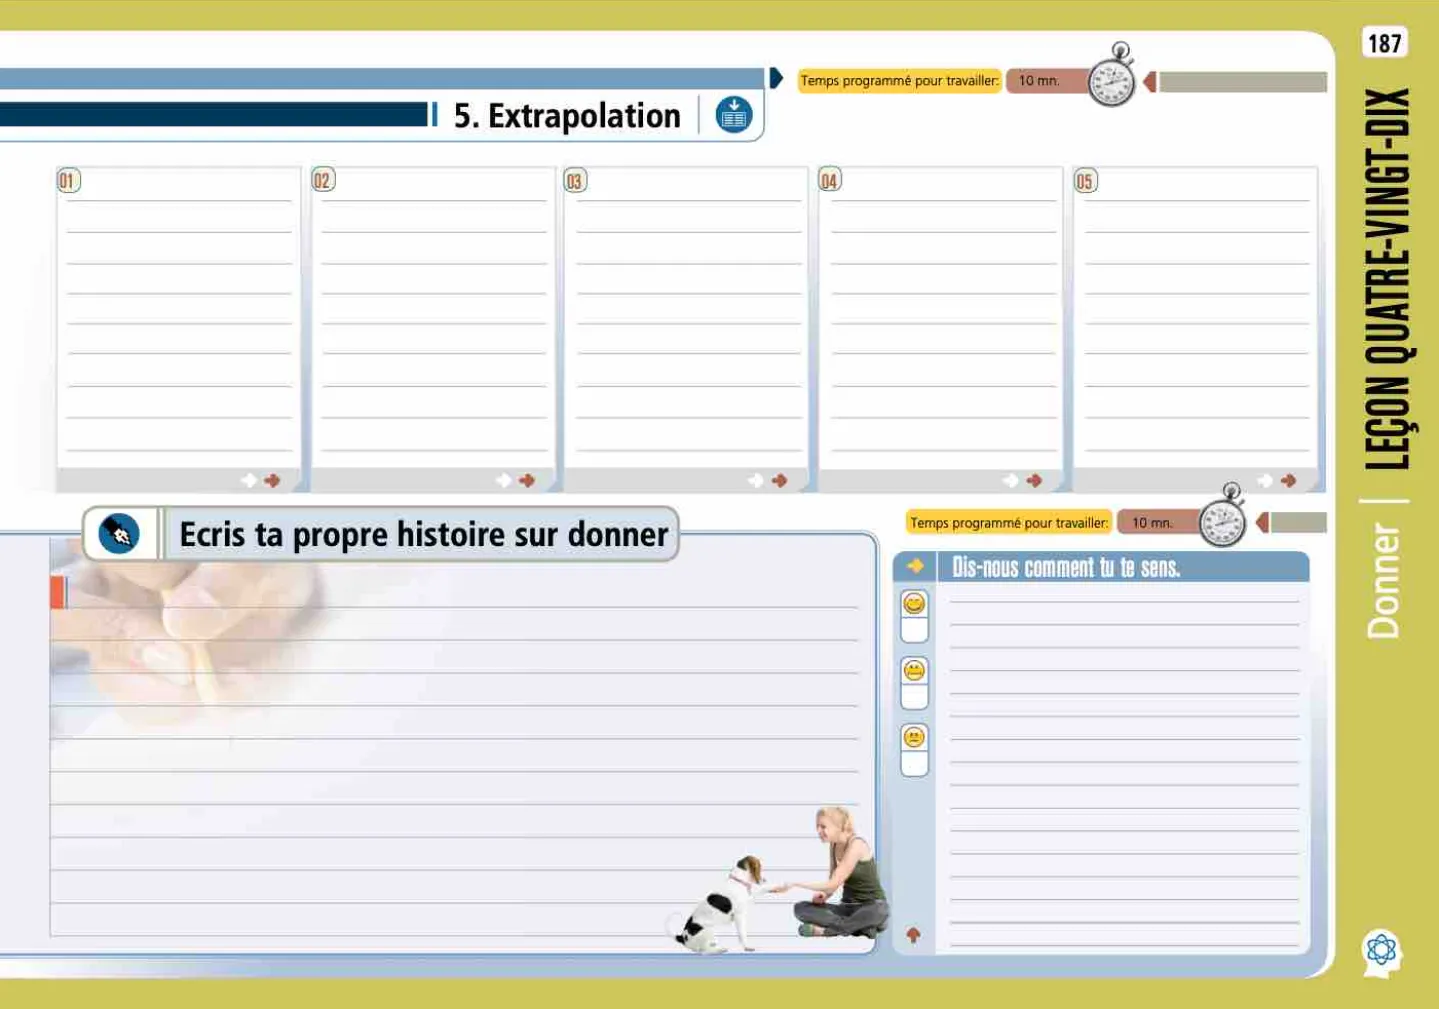 187
Temps programmé pour travailler: 10 mn.
5. Extrapolation
01
02
03
04
05
Ecris ta propre histoire sur donner
Temps programmé pour travailler: 10 mn.
Dis-nous comment tu te sens.
LEÇON QUATRE-VINGT-DIX
Donner